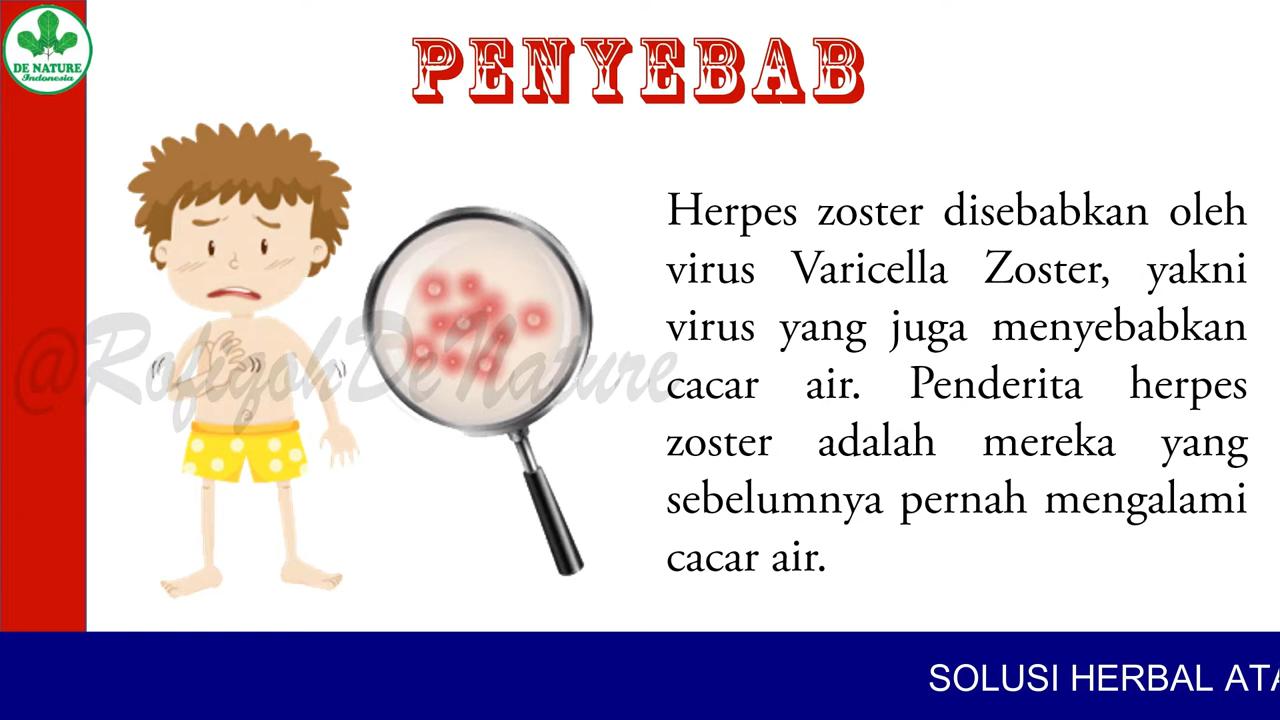 DE NATURE
Indonesia
PENYEBAB
Herpes zoster disebabkan oleh
virus Varicella Zoster, yakni
virus yang juga menyebabkan
cacar air. Penderita herpes
zoster adalah mereka yang
sebelumnya pernah mengalami
cacar air.
@RofiqohDeNature
SOLUSI HERBAL ATA